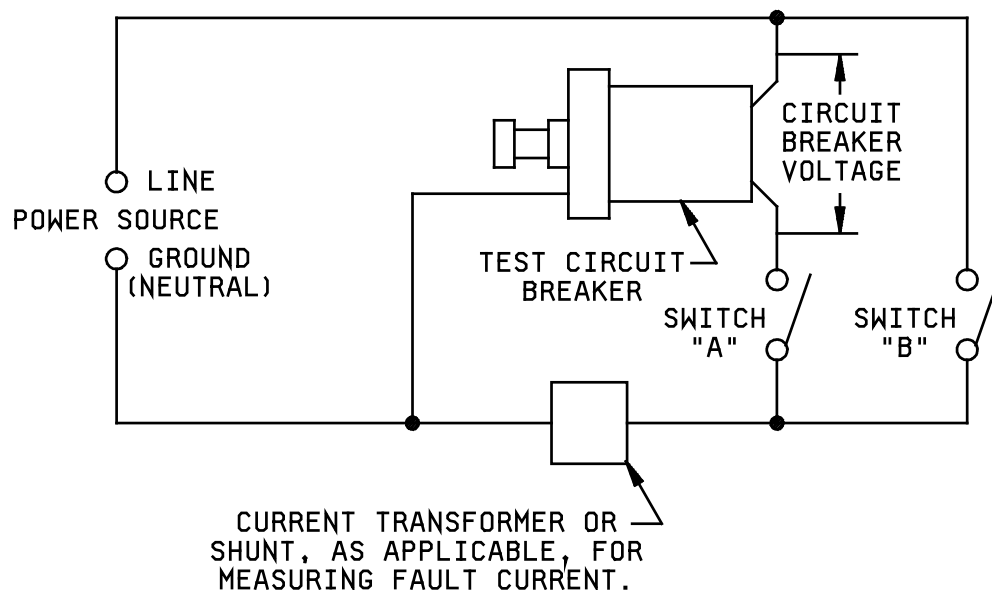 CIRCUIT
BREAKER
VOLTAGE
LINE
POWER SOURCE
GROUND
(NEUTRAL)
TEST CIRCUIT
BREAKER
SWITCH
"A"
SWITCH
"B"
CURRENT TRANSFORMER OR
SHUNT, AS APPLICABLE, FOR
MEASURING FAULT CURRENT.